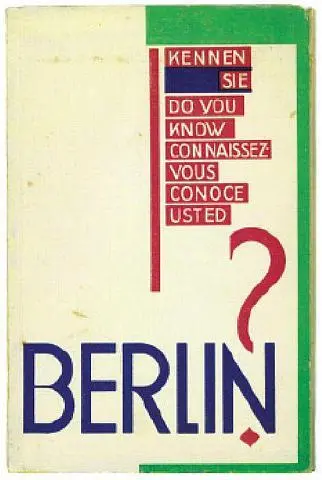 KENNEN
SIE
DO YOU
KNOW
CONNAISSEZ-
VOUS
CONOCE
USTED
?
BERLIN